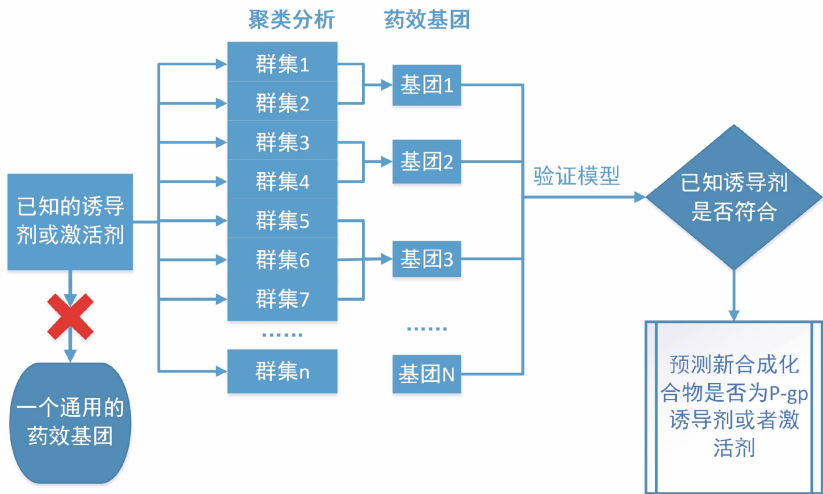 聚类分析
药效基团
群集1
群集2
群集3
群集4
群集5
群集6
群集7
......
群集n
基团1
基团2
基团3
......
基团N
已知的诱导
剂或激活剂
一个通用的
药效基团
验证模型
已知诱导剂
是否符合
预测新合成化
合物是否为P-gp
诱导剂或者激
活剂